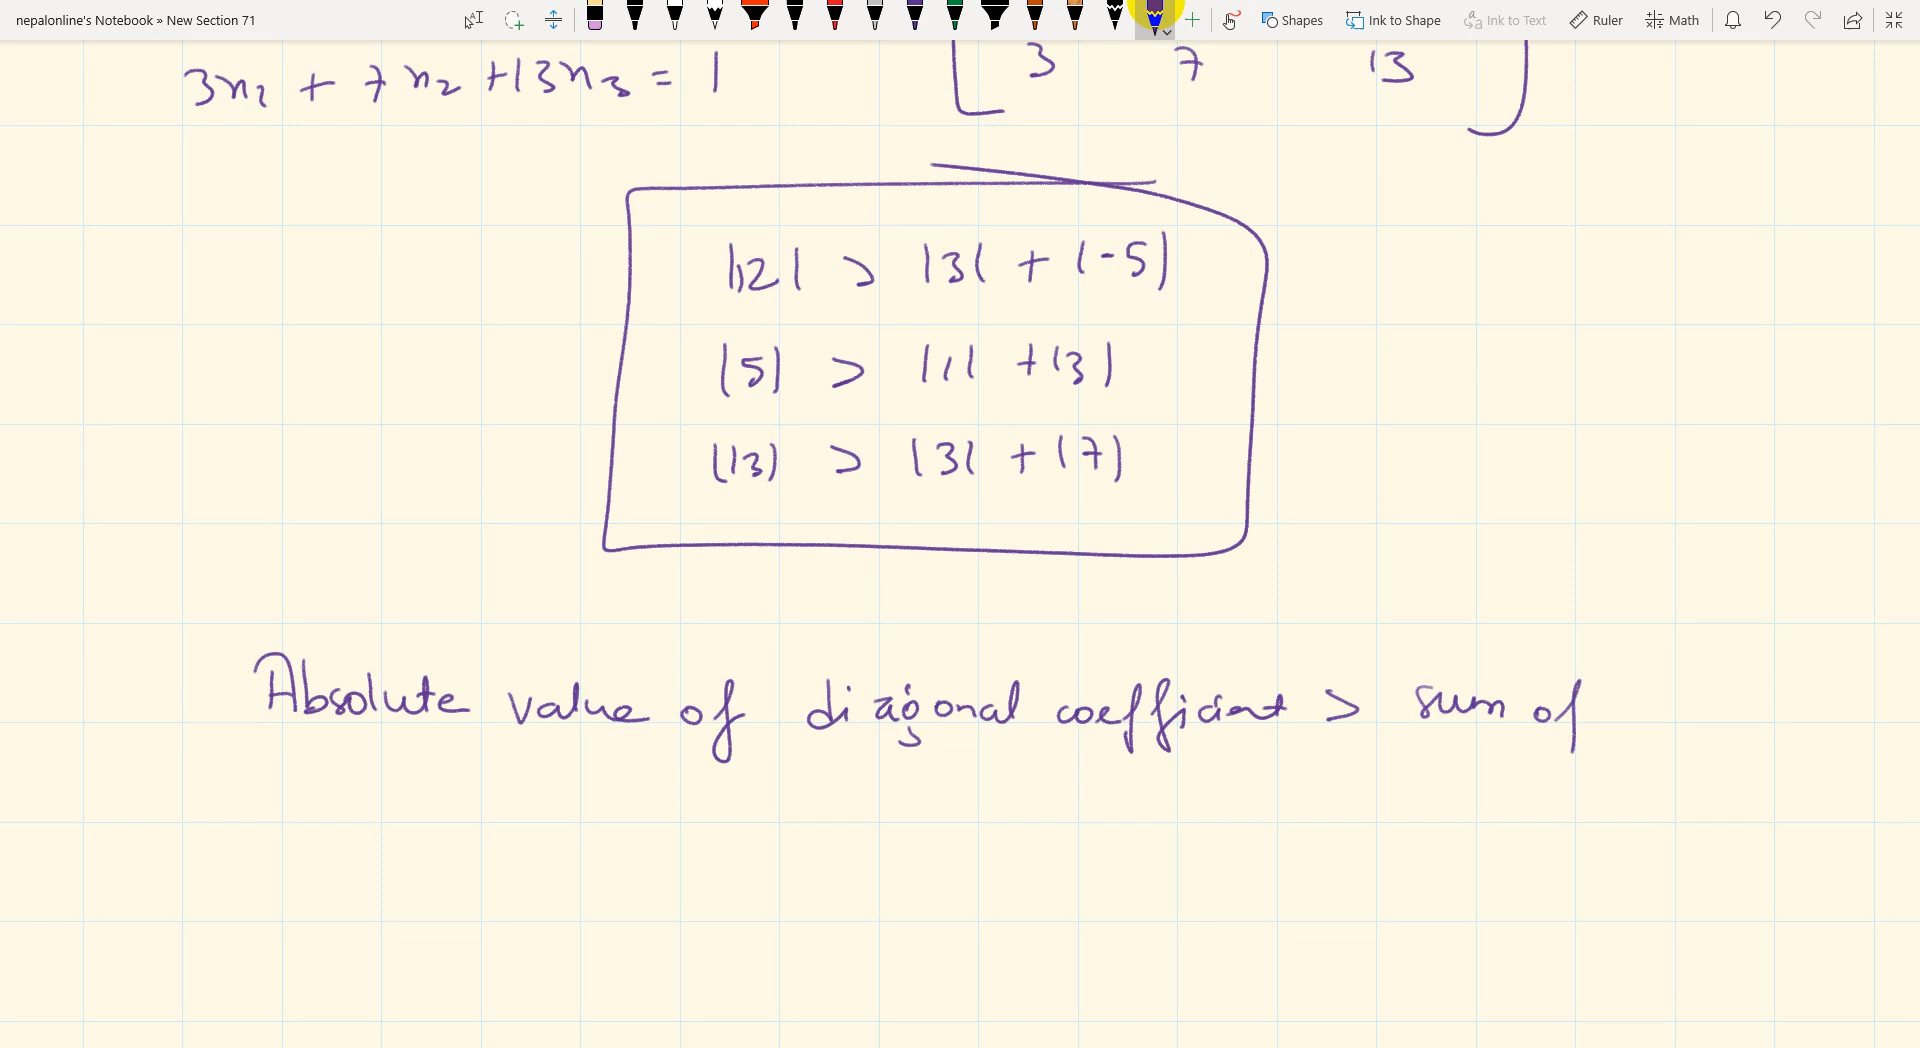 nepalonline's Notebook » New Section 71
Shapes Ink to Shape Ink to Text Ruler Math
3x₁ + 7x₂ + 13x₃ = 1
3 7 13
|12| > |3| + |-5|
|5| > |1| + |3|
|13| > |3| + |7|
Absolute value of diagonal coefficient > sum of